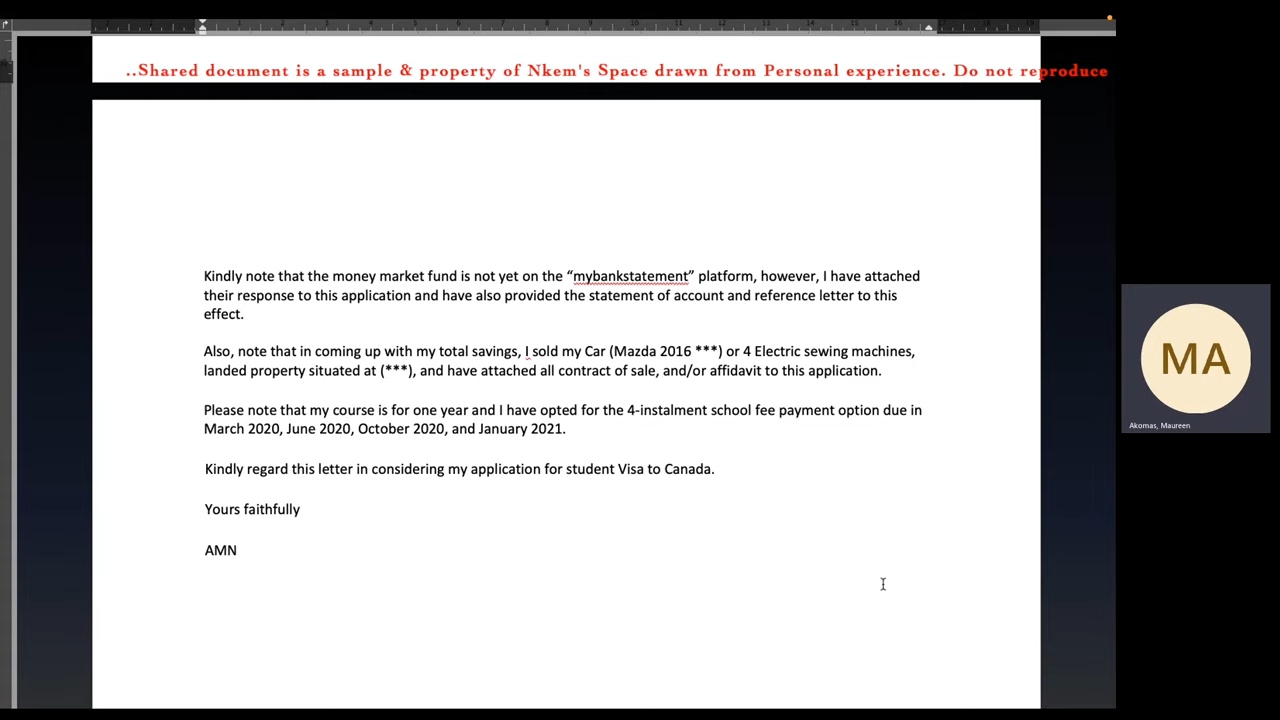 ..Shared document is a sample & property of Nkem's Space drawn from Personal experience. Do not reproduce
Kindly note that the money market fund is not yet on the “mybankstatement” platform, however, I have attached
their response to this application and have also provided the statement of account and reference letter to this
effect.
Also, note that in coming up with my total savings, I sold my Car (Mazda 2016 ***) or 4 Electric sewing machines,
landed property situated at (***), and have attached all contract of sale, and/or affidavit to this application.
Please note that my course is for one year and I have opted for the 4-instalment school fee payment option due in
March 2020, June 2020, October 2020, and January 2021.
Kindly regard this letter in considering my application for student Visa to Canada.
Yours faithfully
AMN
MA
Akomas, Maureen